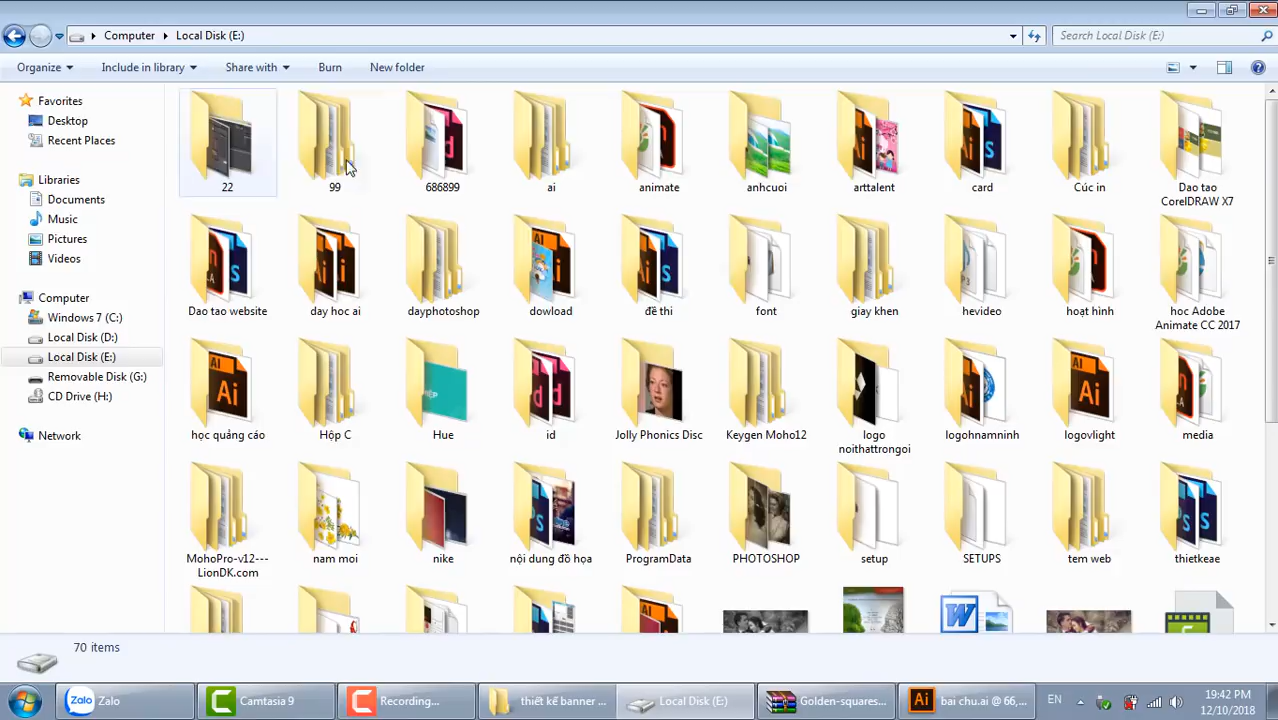 Computer
Local Disk (E:)
Search Local Disk (E:)
Organize
Include in library
Share with
Burn
New folder
Favorites
Desktop
Recent Places
Libraries
Documents
Music
Pictures
Videos
Computer
Windows 7 (C:)
Local Disk (D:)
Local Disk (E:)
Removable Disk (G:)
CD Drive (H:)
Network
22
99
686899
ai
animate
anhcuoi
arttalent
card
Cúc in
Dao tao
CorelDRAW X7
Dao tao website
day hoc ai
dayphotoshop
dowload
đề thi
font
giay khen
hevideo
hoạt hình
hoc Adobe
Animate CC 2017
học quảng cáo
Hộp C
Hue
id
Jolly Phonics Disc
Keygen Moho12
logo
noithattrongoi
logohnamninh
logovlight
media
MohoPro-v12---
LionDK.com
nam moi
nike
nội dung đồ họa
ProgramData
PHOTOSHOP
setup
SETUPS
tem web
thietkeae
70 items
Zalo
Zalo
Camtasia 9
Recording...
thiết kế banner ...
Local Disk (E:)
Golden-squares...
Ai
bai chu.ai @ 66,...
EN
19:42 PM
12/10/2018